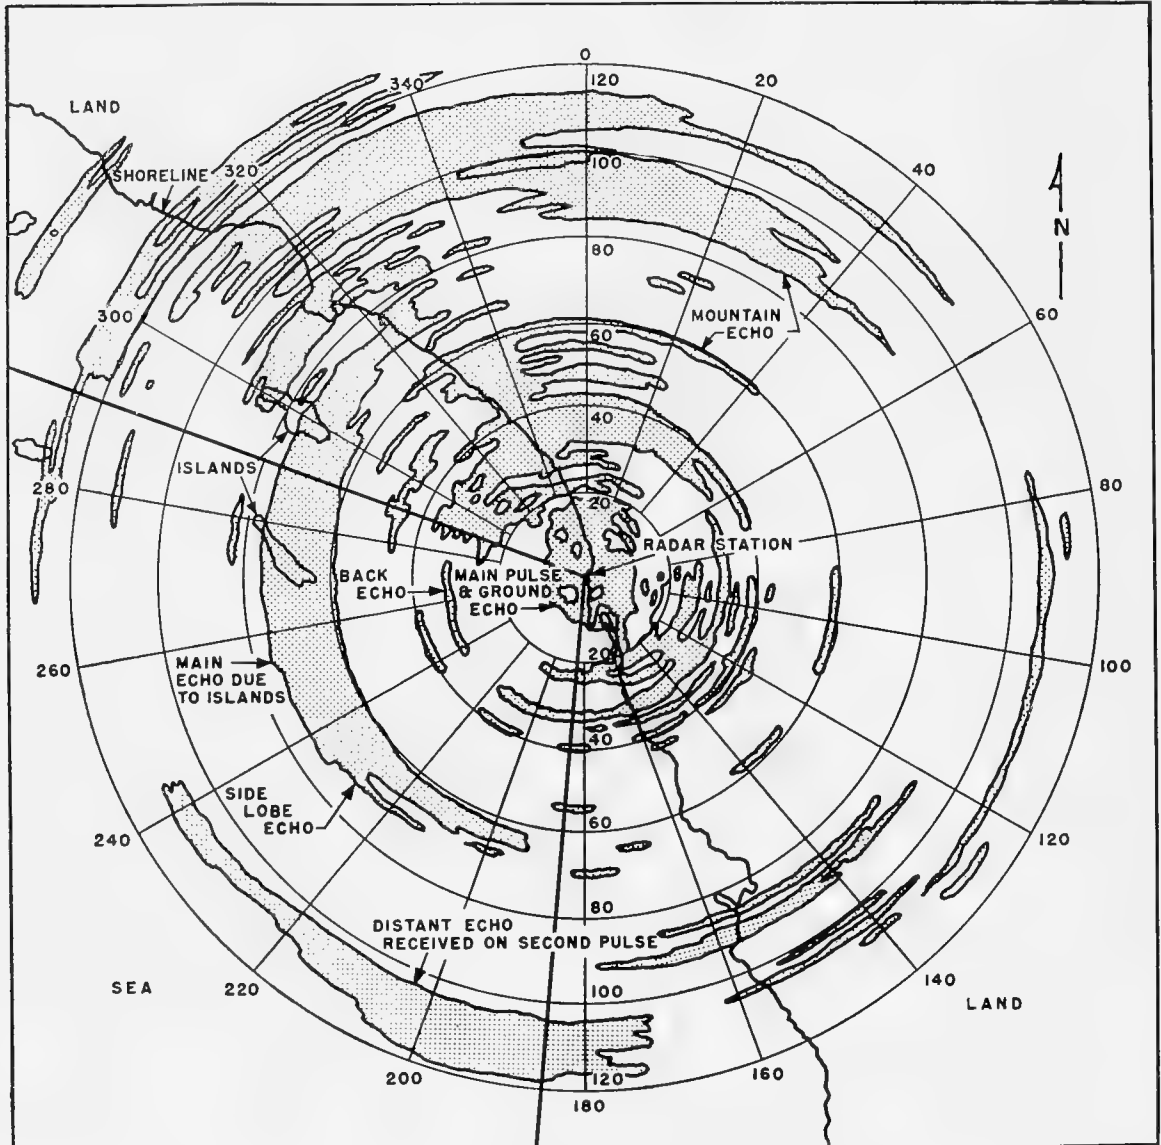 0
LAND
340
120
20
SHORELINE
320
100
40
N
80
300
60
MOUNTAIN
ECHO
60
40
ISLANDS
280
20
80
RADAR STATION
BACK
ECHO
MAIN PULSE
& GROUND
ECHO
260
20
100
MAIN
ECHO DUE
TO ISLANDS
40
SIDE
LOBE
ECHO
60
240
120
80
DISTANT ECHO
RECEIVED ON SECOND PULSE
SEA
220
100
140
LAND
200
120
160
180